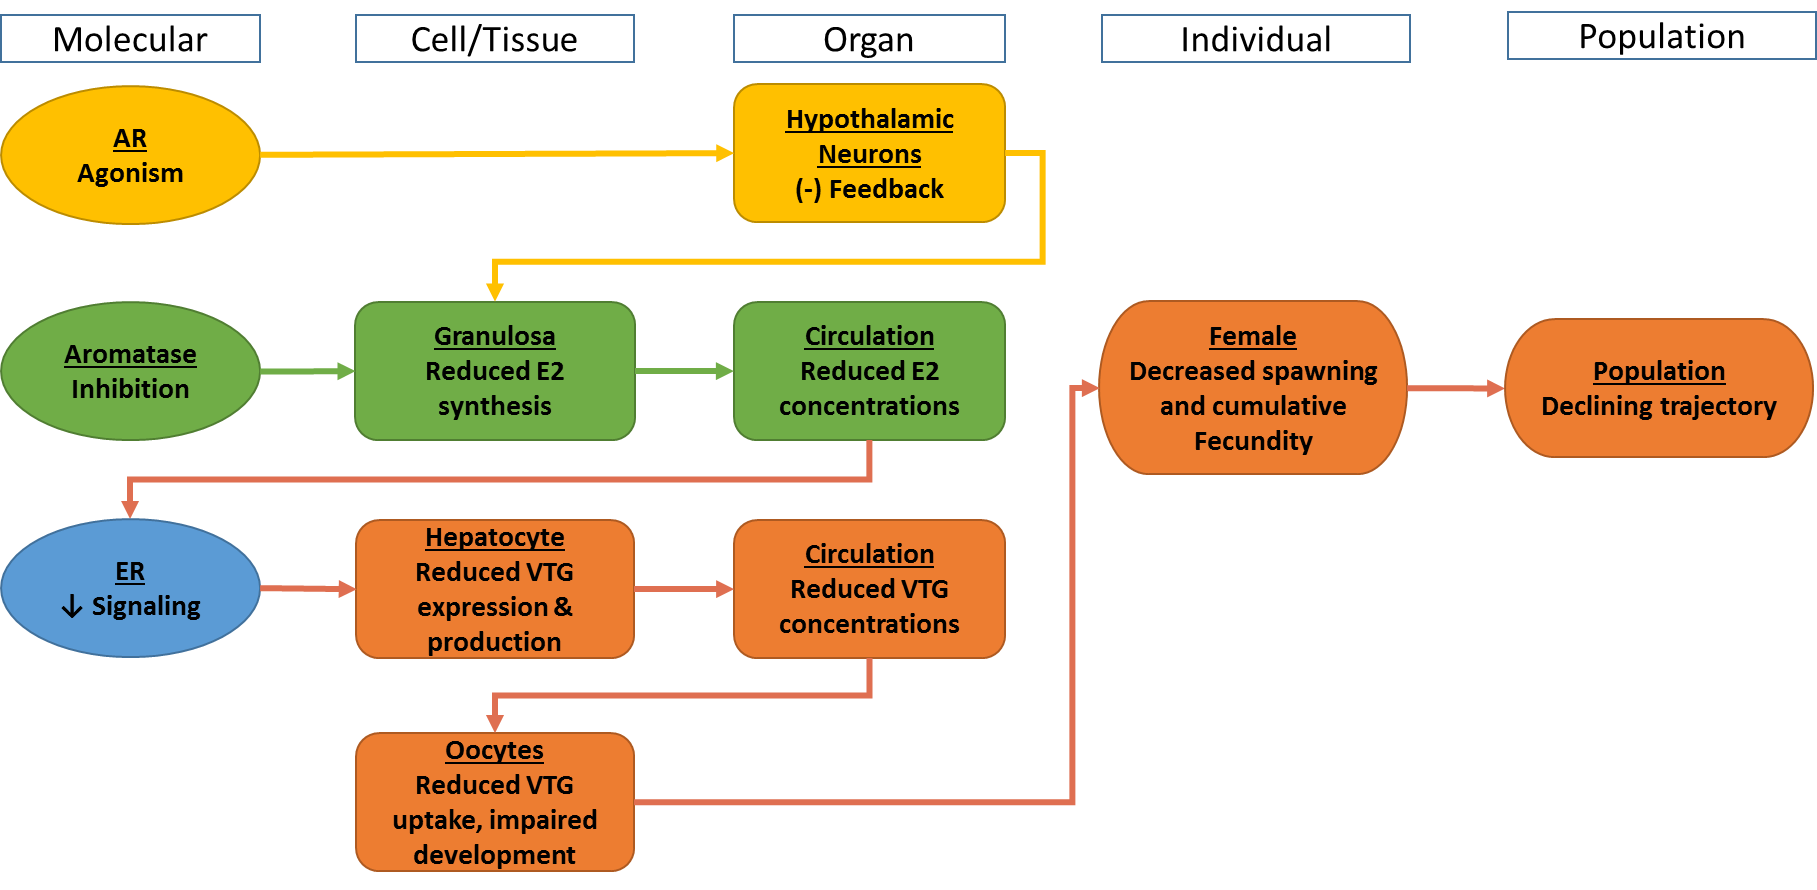 Molecular
Cell/Tissue
Organ
Individual
Population
AR
Agonism
Hypothalamic
Neurons
(-) Feedback
Aromatase
Inhibition
Granulosa
Reduced E2
synthesis
Circulation
Reduced E2
concentrations
Female
Decreased spawning
and cumulative
Fecundity
Population
Declining trajectory
ER
↓ Signaling
Hepatocyte
Reduced VTG
expression &
production
Circulation
Reduced VTG
concentrations
Oocytes
Reduced VTG
uptake, impaired
development